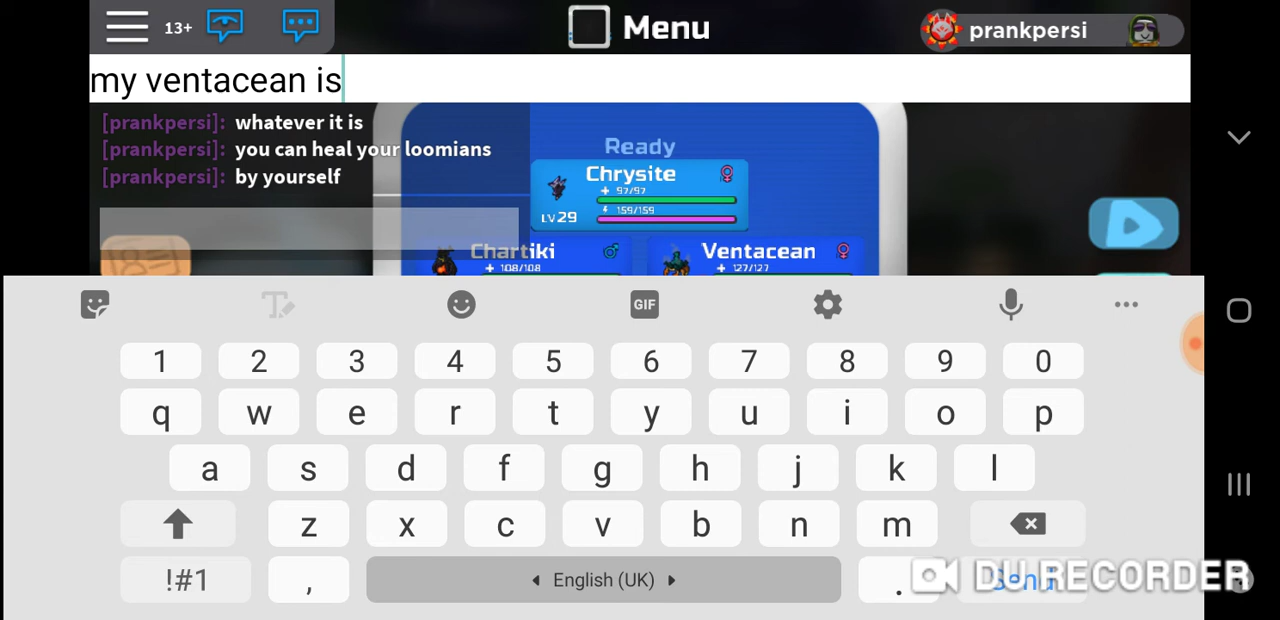 13+
Menu
prankpersi
my ventacean is
[prankpersi]: whatever it is
[prankpersi]: you can heal your loomians
[prankpersi]: by yourself
Ready
Chrysite
97/97
159/159
LV 29
Chartiki
108/108
Ventacean
127/127
GIF
1 2 3 4 5 6 7 8 9 0
q w e r t y u i o p
a s d f g h j k l
z x c v b n m
!#1 , English (UK) . Send
DU RECORDER